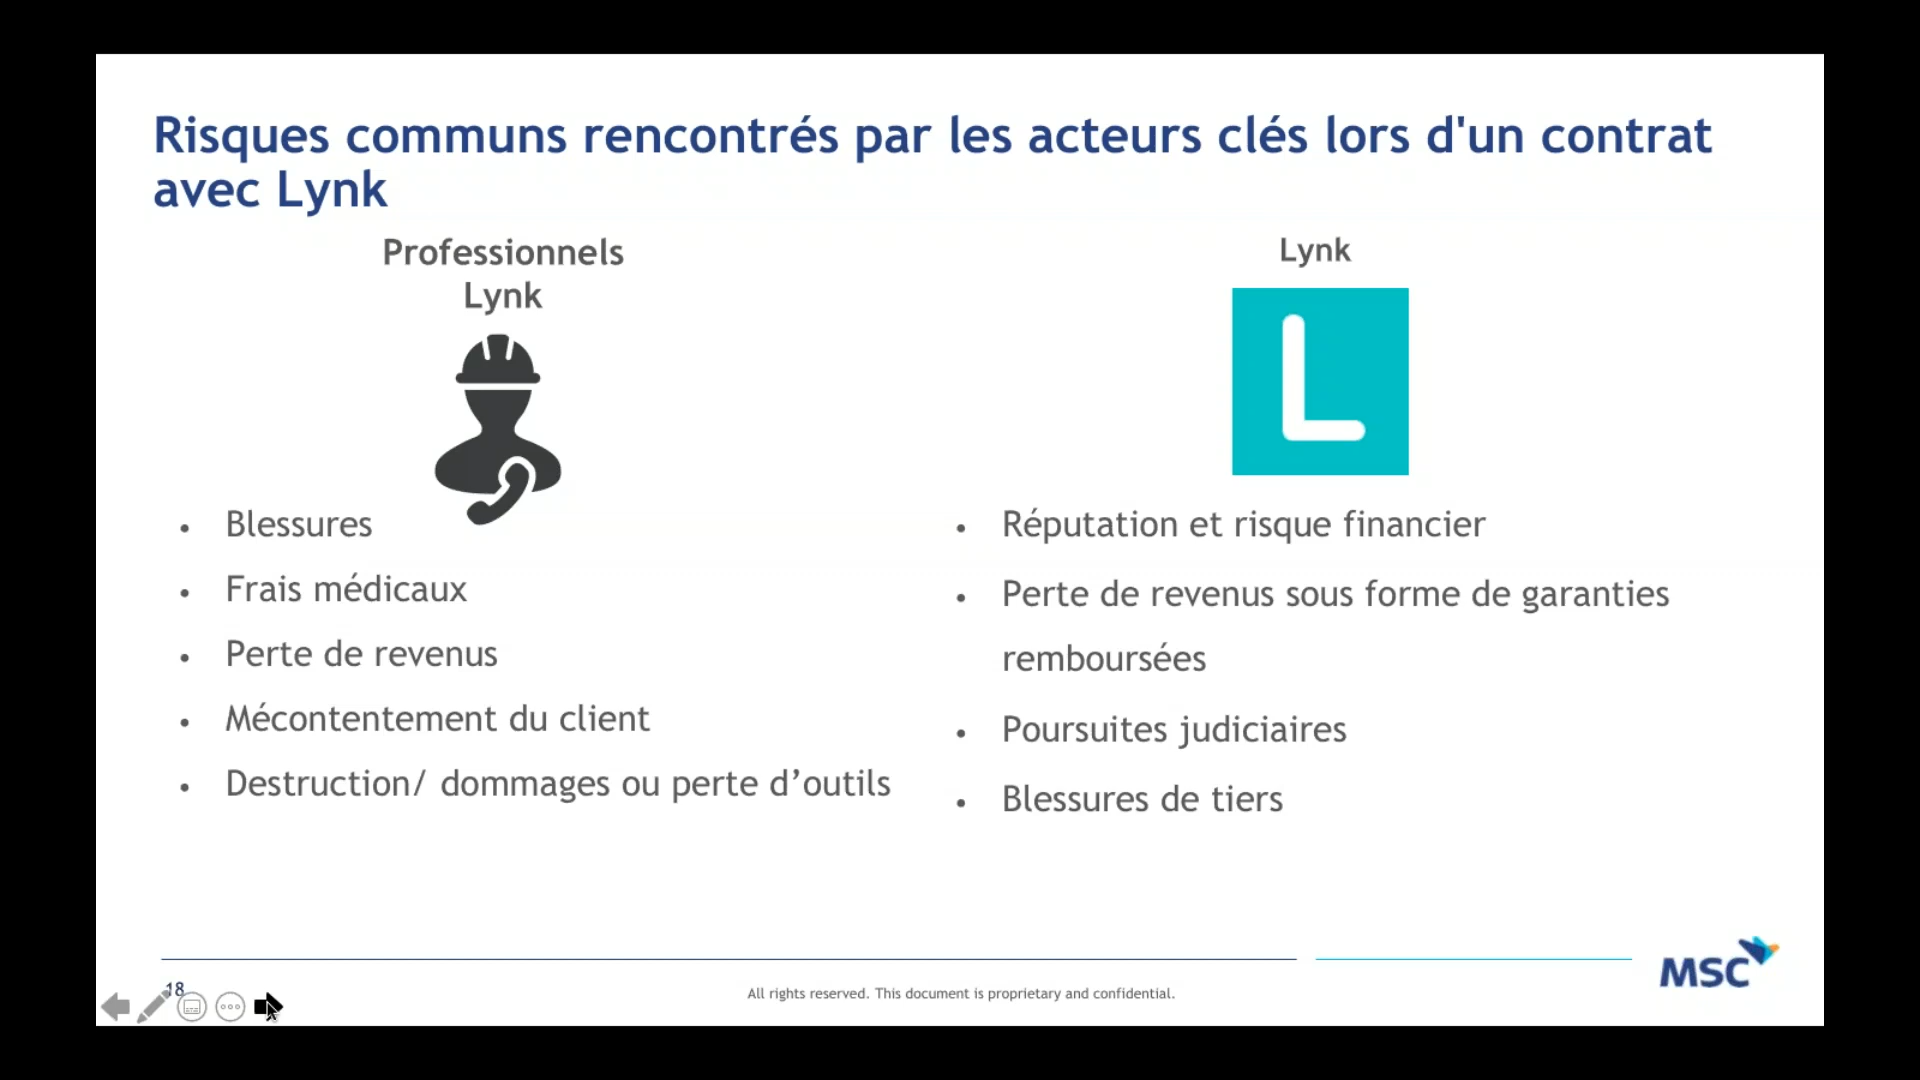 Risques communs rencontrés par les acteurs clés lors d'un contrat
avec Lynk
Professionnels
Lynk
• Blessures
• Frais médicaux
• Perte de revenus
• Mécontentement du client
• Destruction/ dommages ou perte d’outils
Lynk
L
• Réputation et risque financier
• Perte de revenus sous forme de garanties
remboursées
• Poursuites judiciaires
• Blessures de tiers
18
All rights reserved. This document is proprietary and confidential.
MSC